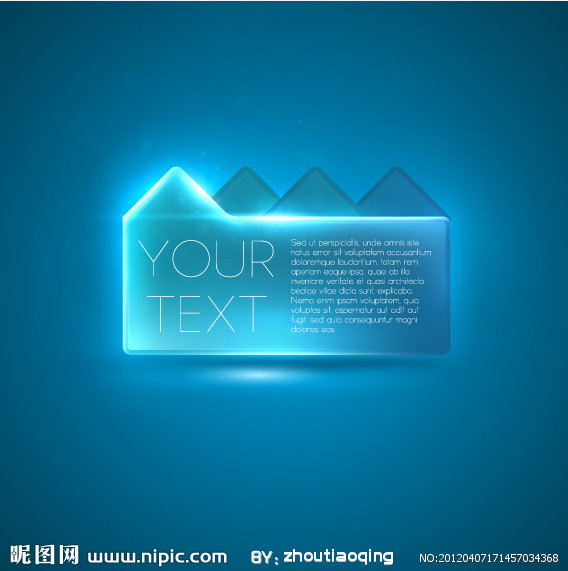 YOUR
TEXT
Sed ut perspiciatis, unde omnis iste
natus error sit voluptatem accusantium
doloremque laudantium, totam rem
aperiam eaque ipsa, quae ab illo
inventore veritatis et quasi architecto
beatae vitae dicta sunt, explicabo.
Nemo enim ipsam voluptatem, quia
voluptas sit, aspernatur aut odit aut
fugit, sed quia consequuntur magni
dolores eos
昵图网 www.nipic.com BY: zhoutiaoqing NO:20120407171457034368